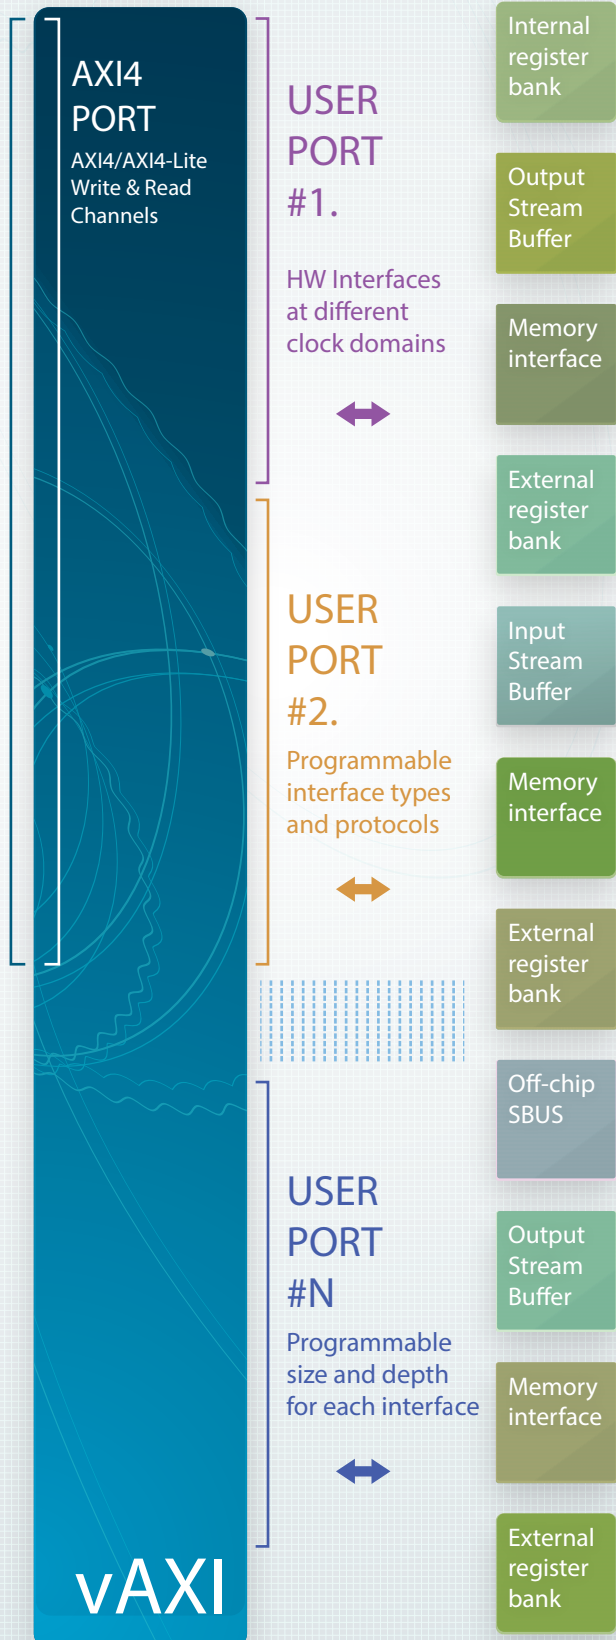 AXI4
PORT
AXI4/AXI4-Lite
Write & Read
Channels
vAXI
USER
PORT
#1.
HW Interfaces
at different
clock domains
USER
PORT
#2.
Programmable
interface types
and protocols
USER
PORT
#N
Programmable
size and depth
for each interface
Internal
register
bank
Output
Stream
Buffer
Memory
interface
External
register
bank
Input
Stream
Buffer
Memory
interface
External
register
bank
Off-chip
SBUS
Output
Stream
Buffer
Memory
interface
External
register
bank